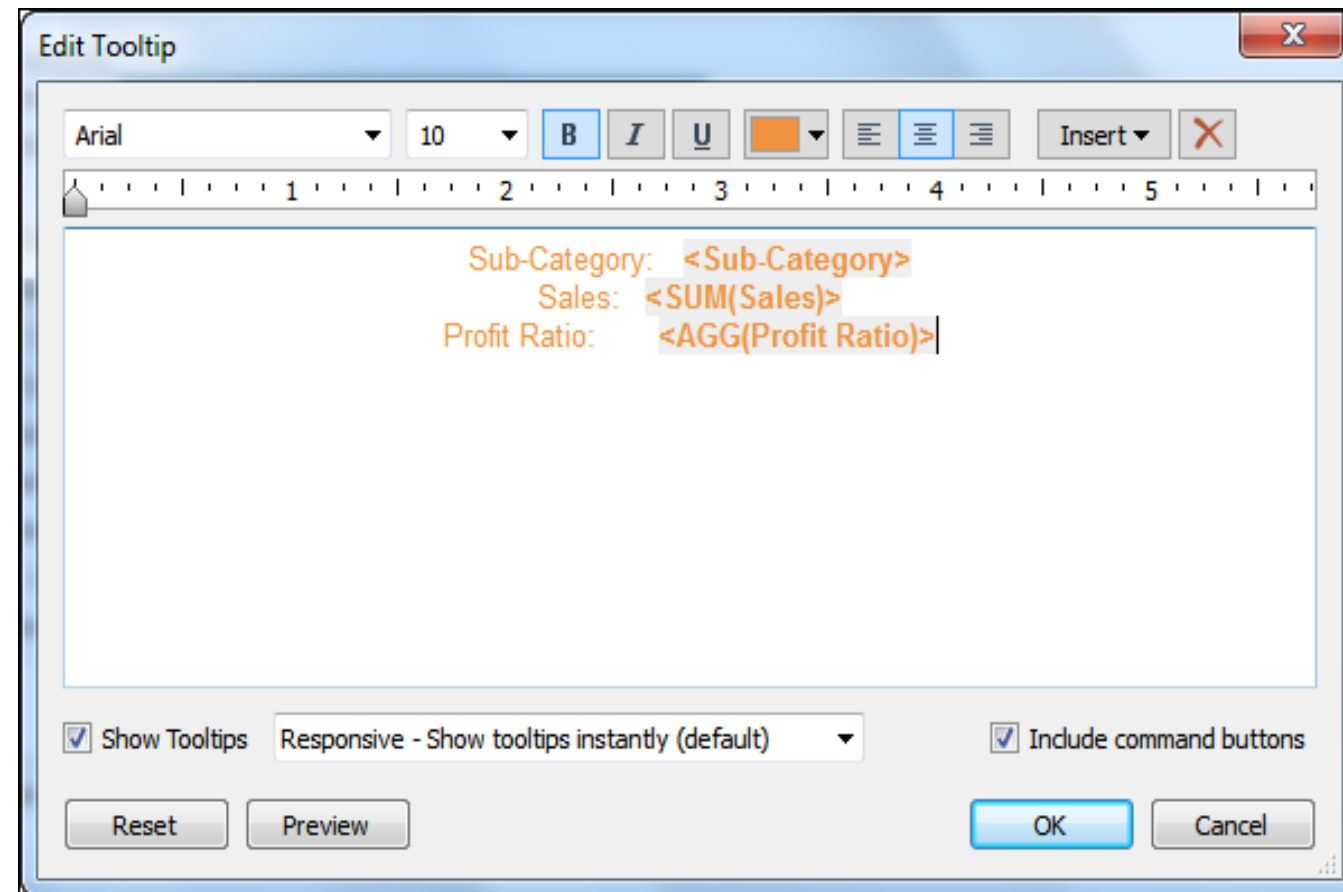 Edit Tooltip
Arial 10 B I U Insert
1 2 3 4 5
Sub-Category: <Sub-Category>
Sales: <SUM(Sales)>
Profit Ratio: <AGG(Profit Ratio)>
Show Tooltips Responsive - Show tooltips instantly (default) Include command buttons
Reset Preview OK Cancel